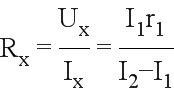 Rₓ = Uₓ/Iₓ = I₁r₁/(I₂–I₁)